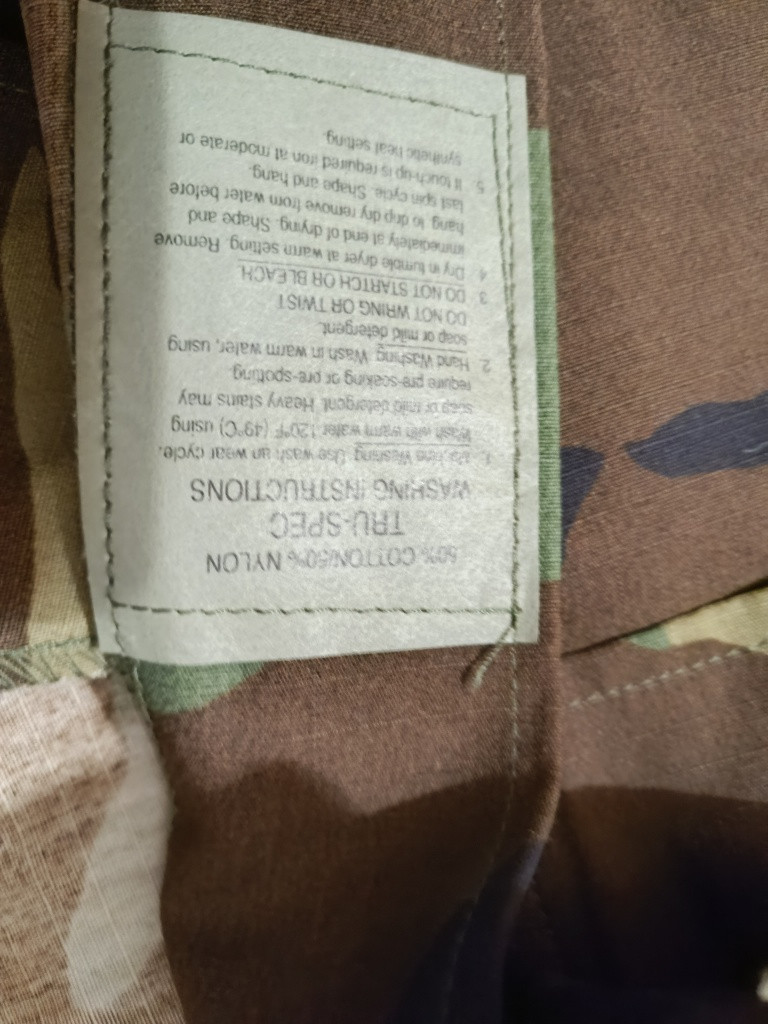 50% COTTON/50% NYLON
TRU-SPEC
WASHING INSTRUCTIONS
1. Washing. Use wash an wear cycle.
Wash with warm water 120°F (49°C) using
soap or mild detergent. Heavy stains may
require pre-soaking or pre-spotting.
2. Hand Washing. Wash in warm, water, using
soap or mild detergent.
DO NOT WRING OR TWIST
3. DO NOT STARTCH OR BLEACH
4. Dry in tumble dryer at warm setting. Remove
immediately at end of drying. Shape and
hang. to drip dry remove from water before
last spin cycle. Shape and hang.
5. If touch-up is required iron at moderate or
synthetic heat setting.